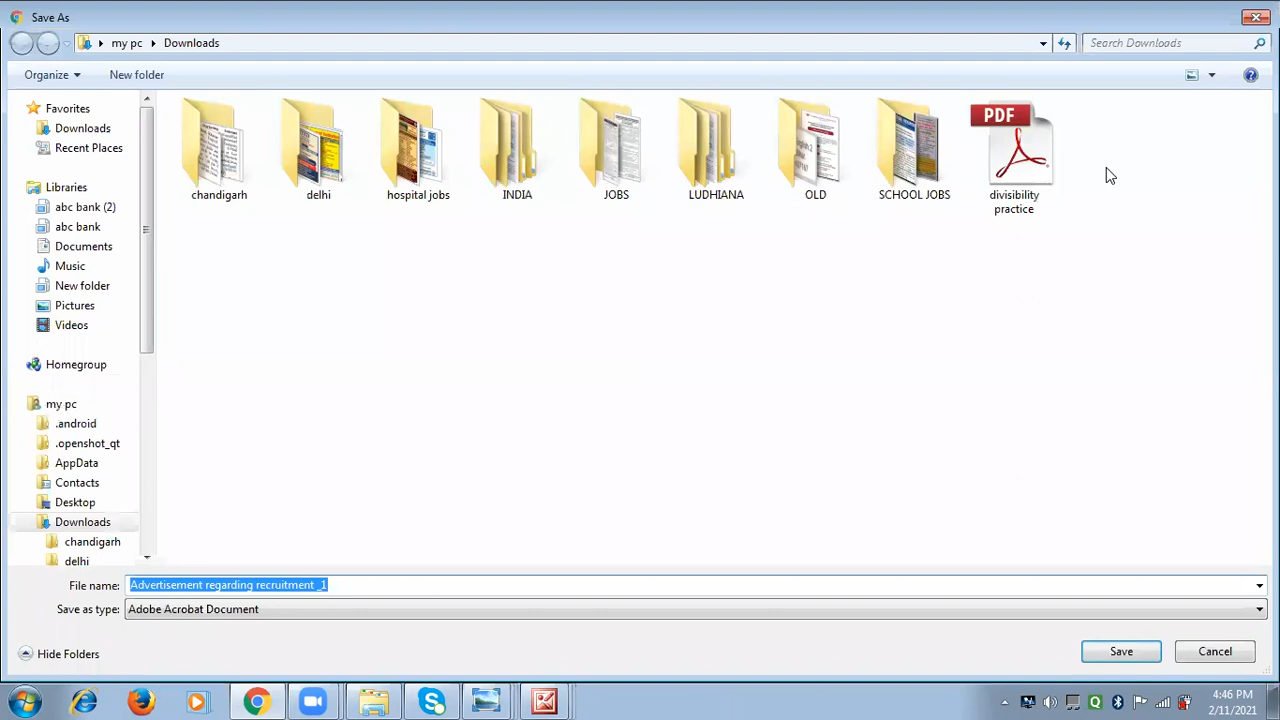 Save As
my pc Downloads
Search Downloads
Organize
New folder
Favorites
Downloads
Recent Places
Libraries
abc bank (2)
abc bank
Documents
Music
New folder
Pictures
Videos
Homegroup
my pc
.android
.openshot_qt
AppData
Contacts
Desktop
Downloads
chandigarh
delhi
chandigarh
delhi
hospital jobs
INDIA
JOBS
LUDHIANA
OLD
SCHOOL JOBS
PDF
divisibility
practice
File name: Advertisement regarding recruitment _1
Save as type: Adobe Acrobat Document
Hide Folders
Save
Cancel
4:46 PM
2/11/2021